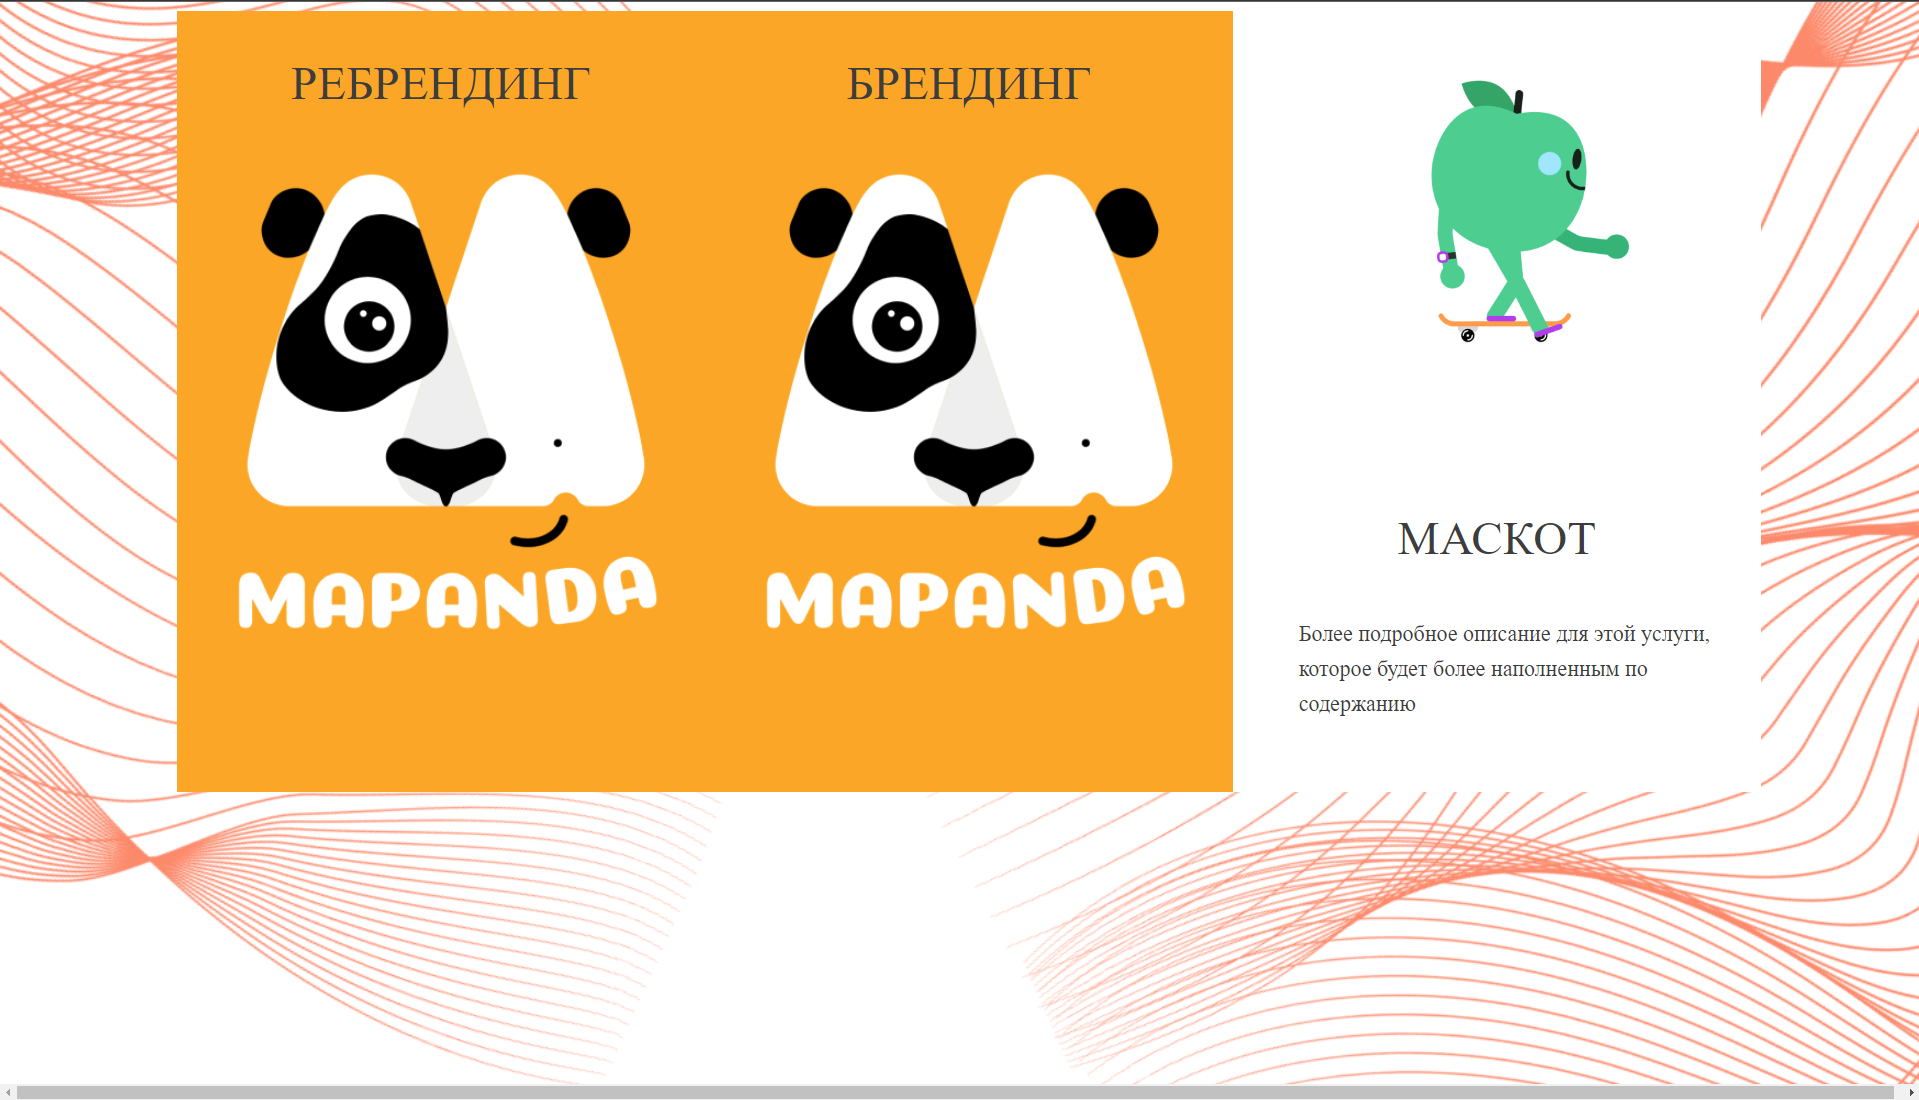 РЕБРЕНДИНГ
MAPANDA
БРЕНДИНГ
MAPANDA
МАСКОТ
Более подробное описание для этой услуги,
которое будет более наполненным по
содержанию